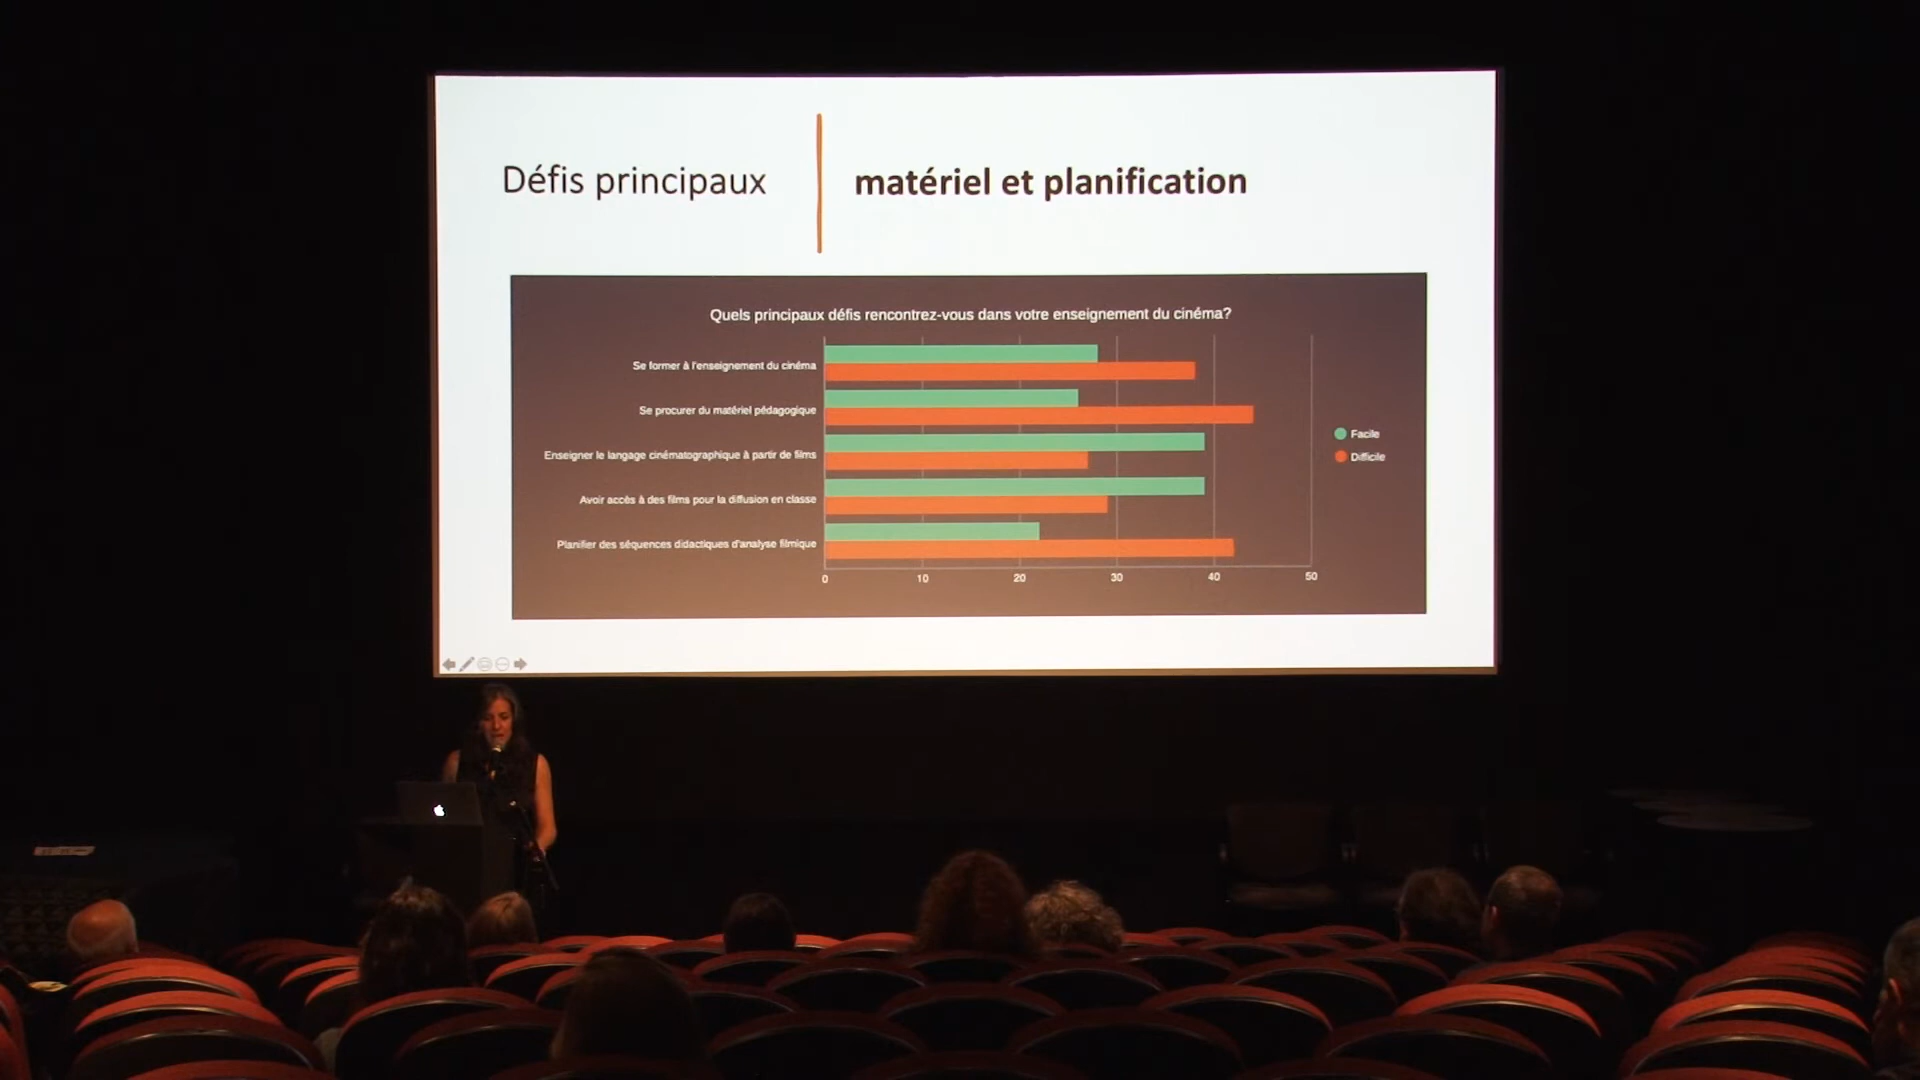 Défis principaux
matériel et planification
Quels principaux défis rencontrez-vous dans votre enseignement du cinéma?
Se former à l'enseignement du cinéma
Se procurer du matériel pédagogique
Enseigner le langage cinématographique à partir de films
Avoir accès à des films pour la diffusion en classe
Planifier des séquences didactiques d'analyse filmique
0 10 20 30 40 50
Facile
Difficile